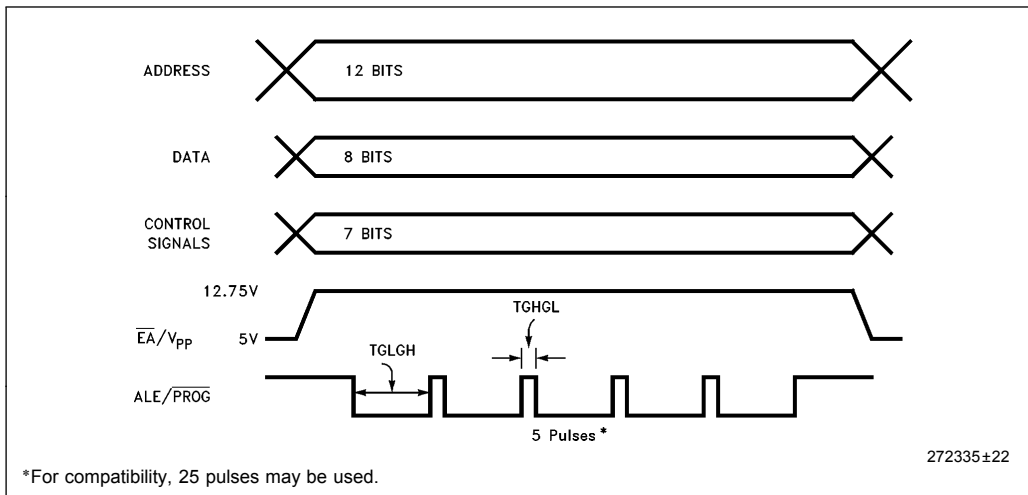 ADDRESS
12 BITS
DATA
8 BITS
CONTROL
SIGNALS
7 BITS
12.75V
TGHGL
EA/VPP
5V
TGLGH
ALE/PROG
5 Pulses*
272335±22
*For compatibility, 25 pulses may be used.